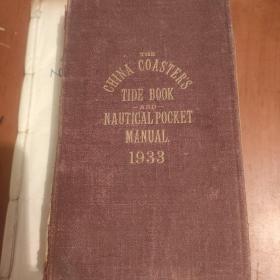 THE
CHINA COASTER'S
TIDE BOOK
AND
NAUTICAL POCKET
MANUAL.
1933